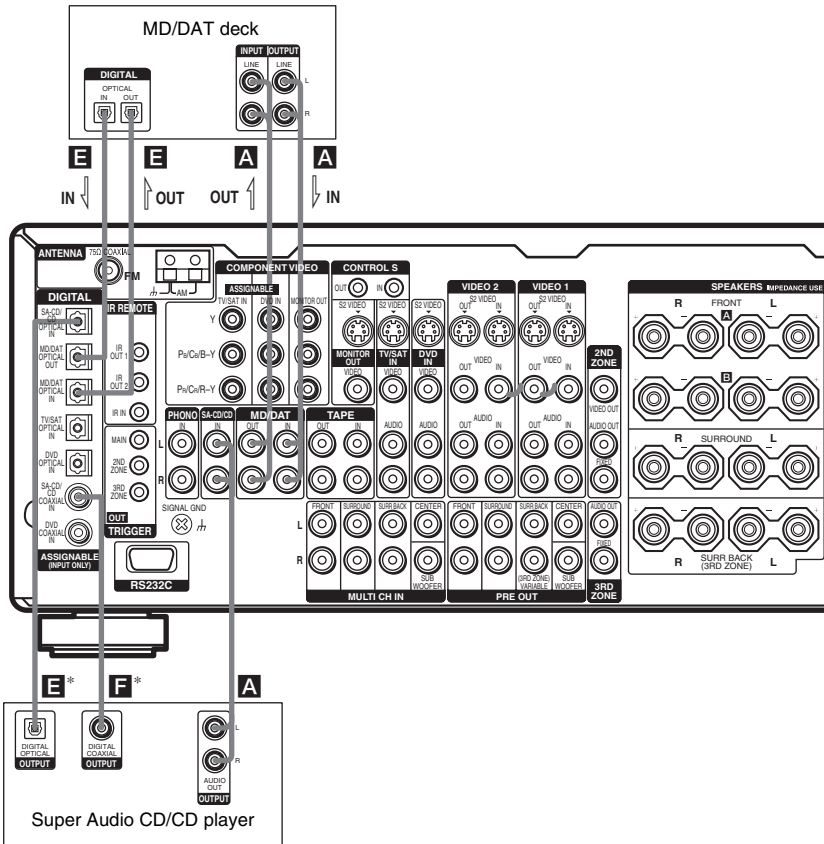 MD/DAT deck
INPUT OUTPUT
LINE LINE
L
R
DIGITAL
OPTICAL
IN OUT
E E A A
IN OUT OUT IN
ANTENNA
75Ω COAXIAL
FM
AM
DIGITAL
SA-CD/
CD
OPTICAL
IN
MD/DAT
OPTICAL
OUT
MD/DAT
OPTICAL
IN
TV/SAT
OPTICAL
IN
DVD
OPTICAL
IN
SA-CD/
CD
COAXIAL
IN
DVD
COAXIAL
IN
ASSIGNABLE
(INPUT ONLY)
IR REMOTE
IR
OUT 1
IR
OUT 2
IR IN
MAIN
2ND
ZONE
3RD
ZONE
OUT
TRIGGER
COMPONENT VIDEO
ASSIGNABLE
TV/SAT IN DVD IN MONITOR OUT
Y
PB/CB/B–Y
PR/CR/R–Y
CONTROL S
OUT IN
S2 VIDEO S2 VIDEO S2 VIDEO
MONITOR
OUT
TV/SAT
IN
DVD
IN
VIDEO VIDEO VIDEO
AUDIO AUDIO
VIDEO 2 VIDEO 1
S2 VIDEO S2 VIDEO
OUT IN OUT IN
VIDEO VIDEO
OUT IN OUT IN
AUDIO AUDIO
OUT IN OUT IN
2ND
ZONE
VIDEO OUT
AUDIO OUT
FIXED
PHONO SA-CD/CD MD/DAT TAPE
IN IN OUT IN OUT IN
L
R
SIGNAL GND
RS232C
FRONT SURROUND SURR BACK CENTER
L
R
SUB
WOOFER
MULTI CH IN
FRONT SURROUND SURR BACK CENTER
(3RD ZONE)
VARIABLE
SUB
WOOFER
PRE OUT
AUDIO OUT
FIXED
3RD
ZONE
SPEAKERS IMPEDANCE USE
R FRONT L
A
+ – – +
B
+ – – +
R SURROUND L
+ – – +
+ – – +
R SURR BACK L
(3RD ZONE)
E* F* A
DIGITAL
OPTICAL
OUTPUT
DIGITAL
COAXIAL
OUTPUT
L
R
AUDIO
OUT
OUTPUT
Super Audio CD/CD player